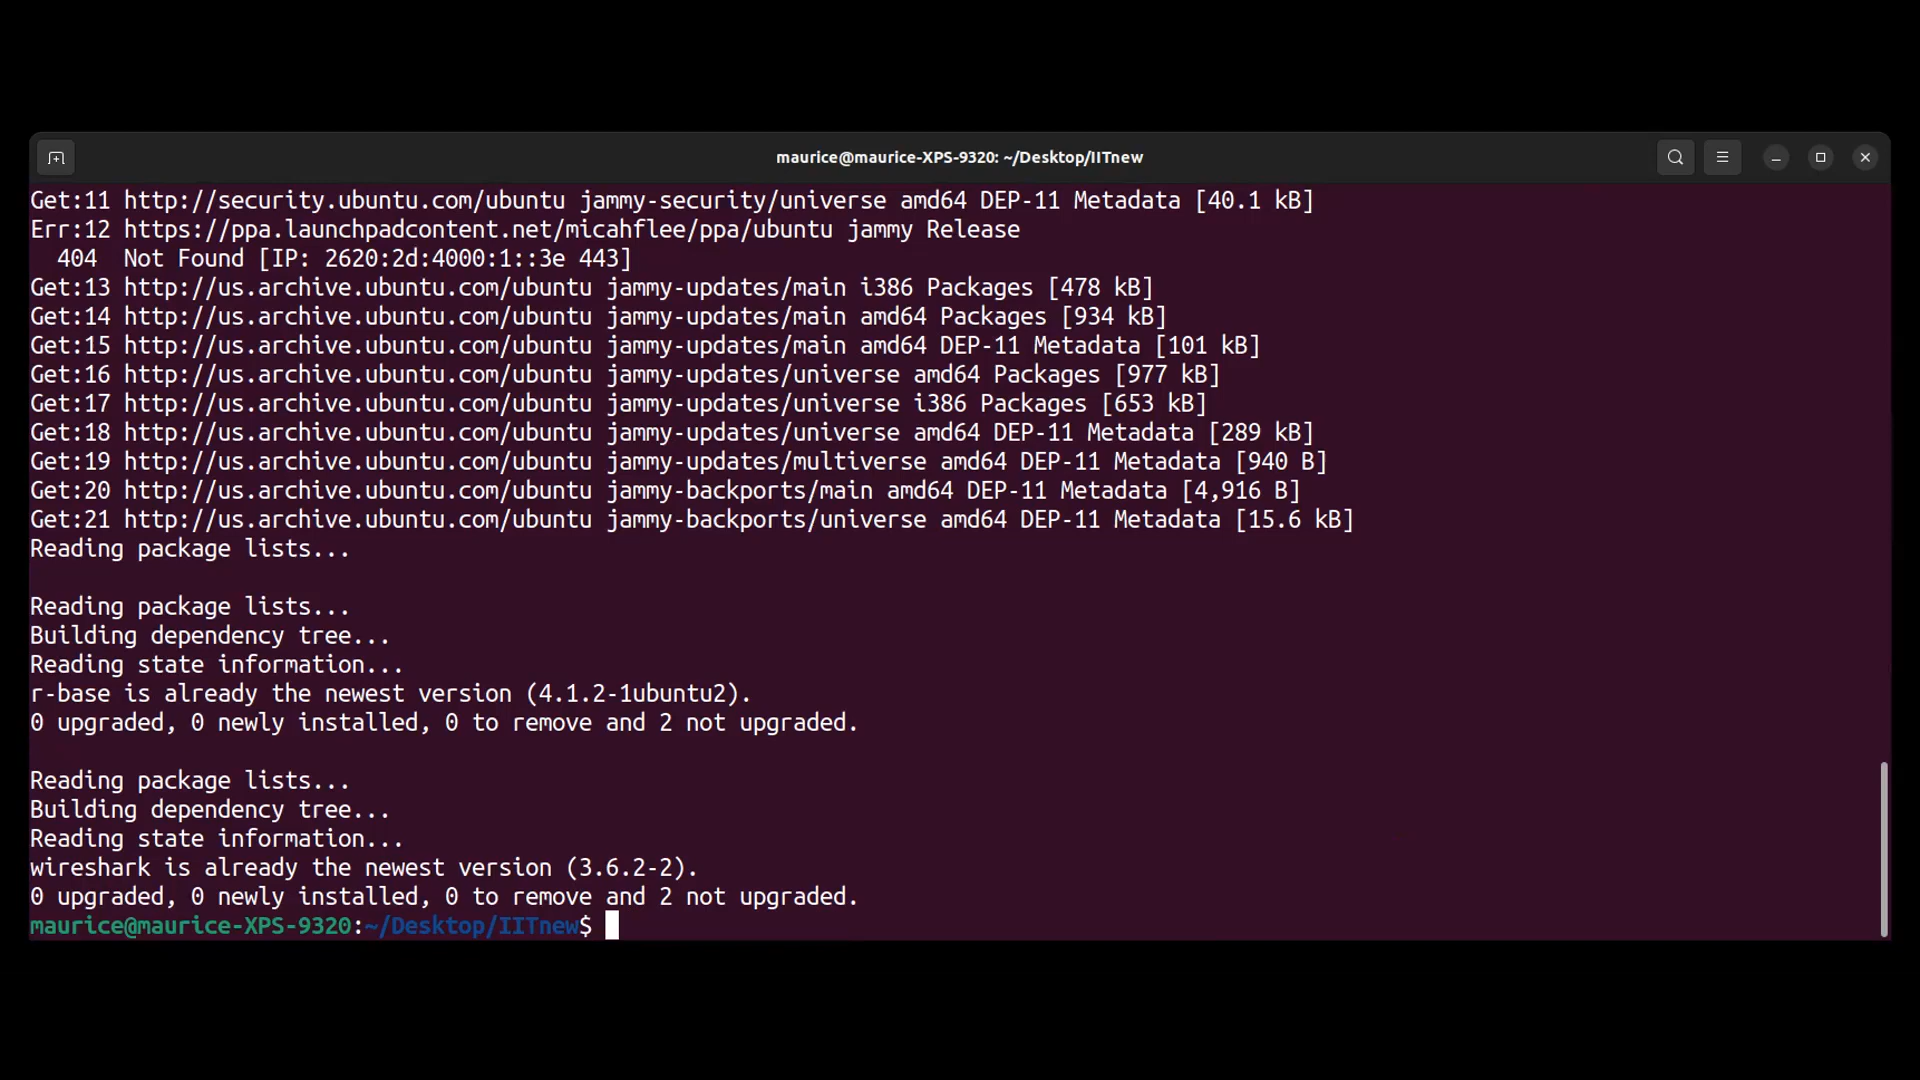 maurice@maurice-XPS-9320: ~/Desktop/IITnew
Get:11 http://security.ubuntu.com/ubuntu jammy-security/universe amd64 DEP-11 Metadata [40.1 kB]
Err:12 https://ppa.launchpadcontent.net/micahflee/ppa/ubuntu jammy Release
  404  Not Found [IP: 2620:2d:4000:1::3e 443]
Get:13 http://us.archive.ubuntu.com/ubuntu jammy-updates/main i386 Packages [478 kB]
Get:14 http://us.archive.ubuntu.com/ubuntu jammy-updates/main amd64 Packages [934 kB]
Get:15 http://us.archive.ubuntu.com/ubuntu jammy-updates/main amd64 DEP-11 Metadata [101 kB]
Get:16 http://us.archive.ubuntu.com/ubuntu jammy-updates/universe amd64 Packages [977 kB]
Get:17 http://us.archive.ubuntu.com/ubuntu jammy-updates/universe i386 Packages [653 kB]
Get:18 http://us.archive.ubuntu.com/ubuntu jammy-updates/universe amd64 DEP-11 Metadata [289 kB]
Get:19 http://us.archive.ubuntu.com/ubuntu jammy-updates/multiverse amd64 DEP-11 Metadata [940 B]
Get:20 http://us.archive.ubuntu.com/ubuntu jammy-backports/main amd64 DEP-11 Metadata [4,916 B]
Get:21 http://us.archive.ubuntu.com/ubuntu jammy-backports/universe amd64 DEP-11 Metadata [15.6 kB]
Reading package lists...
Reading package lists...
Building dependency tree...
Reading state information...
r-base is already the newest version (4.1.2-1ubuntu2).
0 upgraded, 0 newly installed, 0 to remove and 2 not upgraded.
Reading package lists...
Building dependency tree...
Reading state information...
wireshark is already the newest version (3.6.2-2).
0 upgraded, 0 newly installed, 0 to remove and 2 not upgraded.
maurice@maurice-XPS-9320:~/Desktop/IITnew$